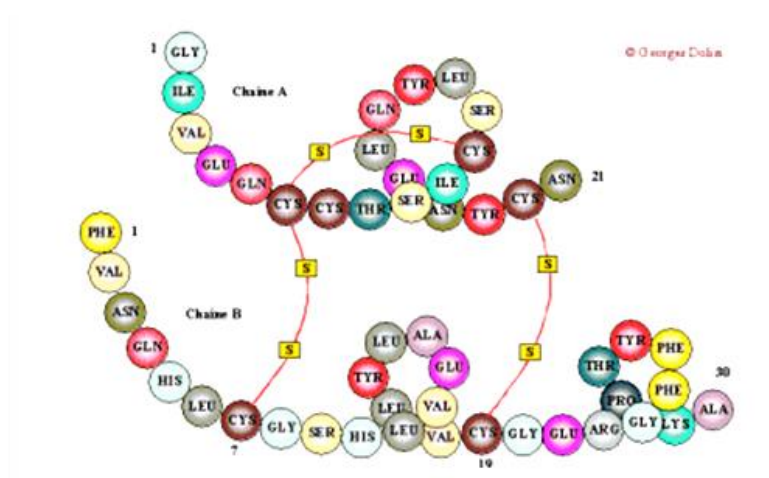 © Georges
1
GLY
ILE
Chaine A
VAL
GLU
GLN
CYS
CYS
THR
SER
ILE
CYS
SER
LEU
TYR
GLN
LEU
GLU
ASN
TYR
CYS
ASN
21
S
S
S
S
S
S
PHE
1
VAL
ASN
Chaine B
GLN
HIS
LEU
CYS
7
GLY
SER
HIS
LEU
VAL
GLU
ALA
LEU
TYR
LEU
VAL
CYS
19
GLY
GLU
ARG
GLY
PHE
PHE
TYR
THR
PRO
LYS
ALA
30